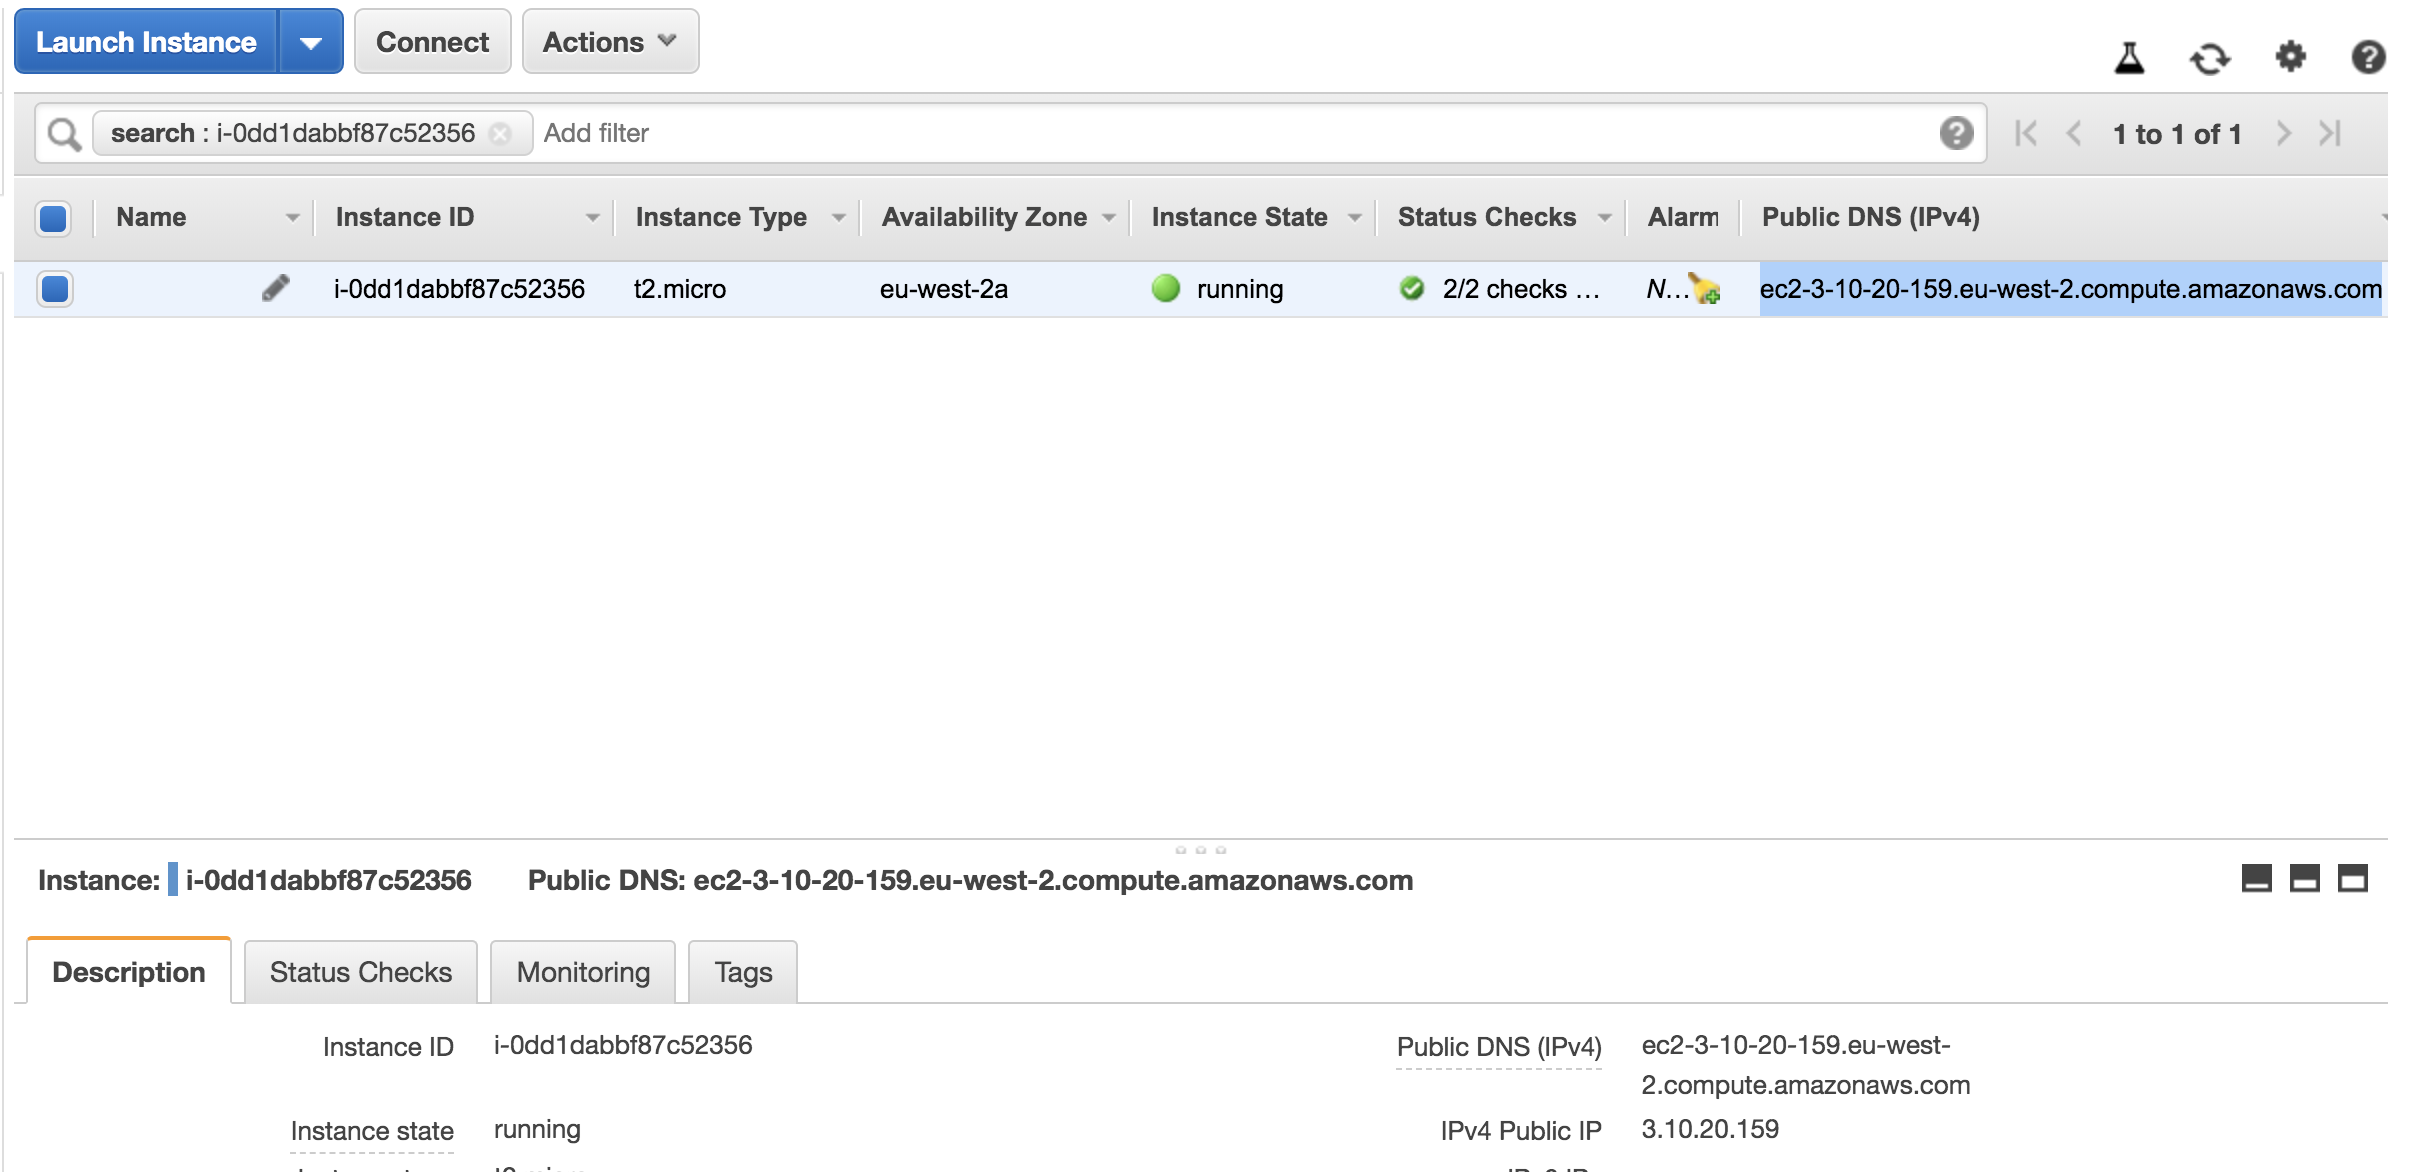 Launch Instance Connect Actions
search : i-0dd1dabbf87c52356 Add filter 1 to 1 of 1
Name Instance ID Instance Type Availability Zone Instance State Status Checks Alarm Public DNS (IPv4)
i-0dd1dabbf87c52356 t2.micro eu-west-2a running 2/2 checks ... N... ec2-3-10-20-159.eu-west-2.compute.amazonaws.com
Instance: i-0dd1dabbf87c52356 Public DNS: ec2-3-10-20-159.eu-west-2.compute.amazonaws.com
Description Status Checks Monitoring Tags
Instance ID i-0dd1dabbf87c52356 Public DNS (IPv4) ec2-3-10-20-159.eu-west-
2.compute.amazonaws.com
Instance state running IPv4 Public IP 3.10.20.159